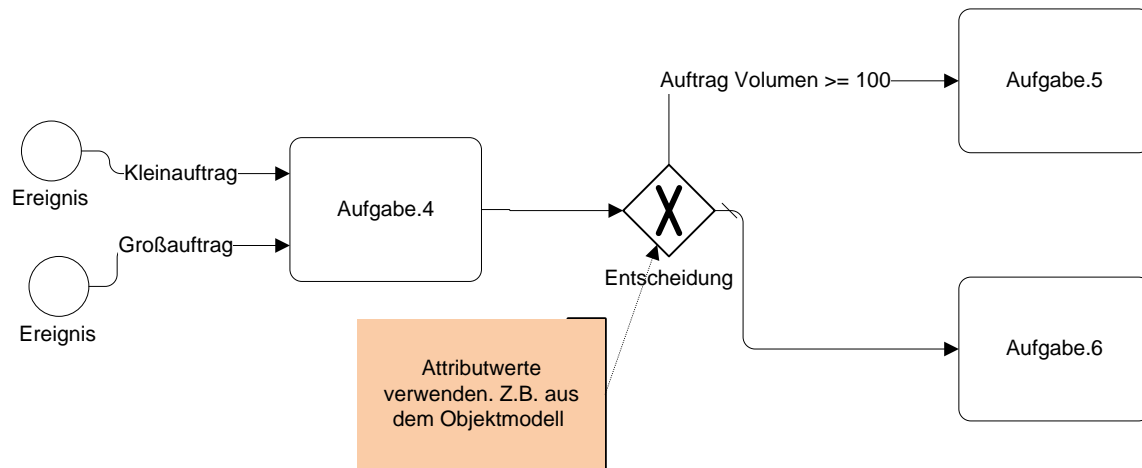 Auftrag Volumen >= 100
Aufgabe.5
Kleinauftrag
Ereignis
Aufgabe.4
Großauftrag
Entscheidung
Ereignis
Aufgabe.6
Attributwerte
verwenden. Z.B. aus
dem Objektmodell